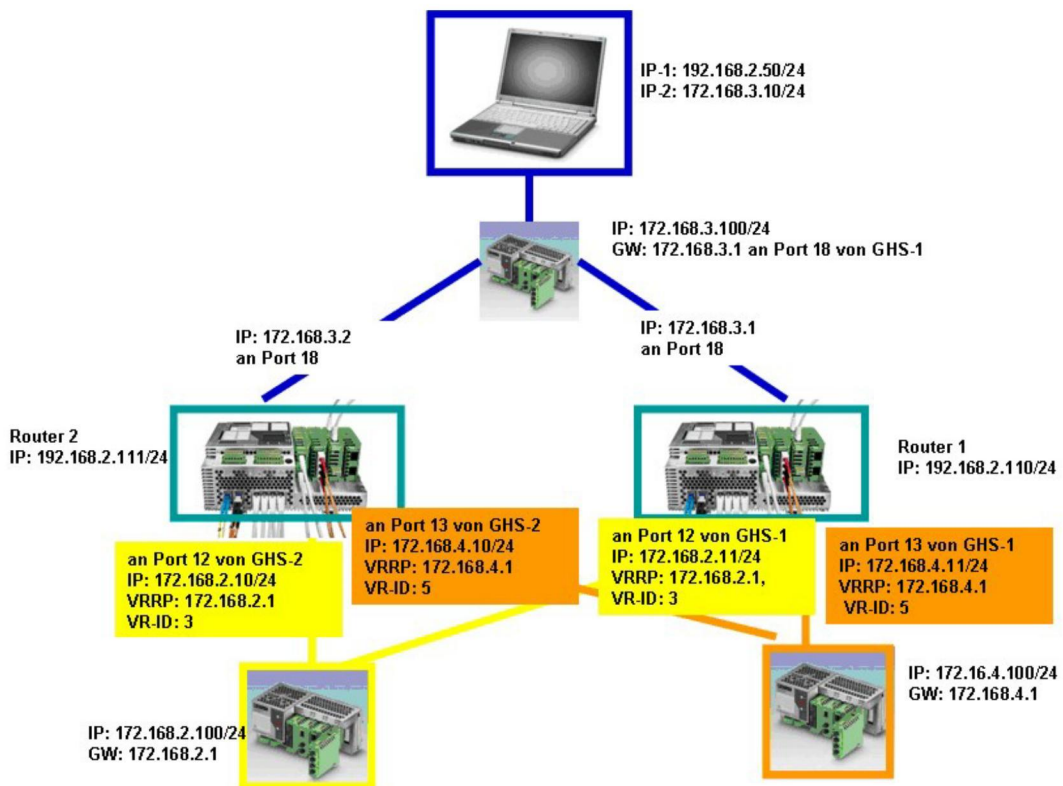 IP-1: 192.168.2.50/24
IP-2: 172.168.3.10/24
IP: 172.168.3.100/24
GW: 172.168.3.1 an Port 18 von GHS-1
IP: 172.168.3.2
an Port 18
IP: 172.168.3.1
an Port 18
Router 2
IP: 192.168.2.111/24
Router 1
IP: 192.168.2.110/24
an Port 12 von GHS-2
IP: 172.168.2.10/24
VRRP: 172.168.2.1
VR-ID: 3
an Port 13 von GHS-2
IP: 172.168.4.10/24
VRRP: 172.168.4.1
VR-ID: 5
an Port 12 von GHS-1
IP: 172.168.2.11/24
VRRP: 172.168.2.1,
VR-ID: 3
an Port 13 von GHS-1
IP: 172.168.4.11/24
VRRP: 172.168.4.1
VR-ID: 5
IP: 172.168.2.100/24
GW: 172.168.2.1
IP: 172.16.4.100/24
GW: 172.168.4.1